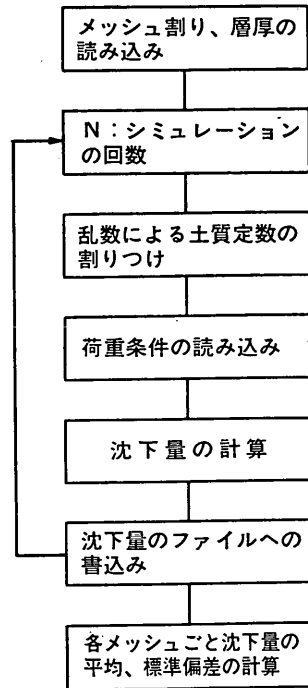 メッシュ割り、層厚の
読み込み
N：シミュレーション
の回数
乱数による土質定数の
割りつけ
荷重条件の読み込み
沈下量の計算
沈下量のファイルへの
書込み
各メッシュごと沈下量の
平均、標準偏差の計算